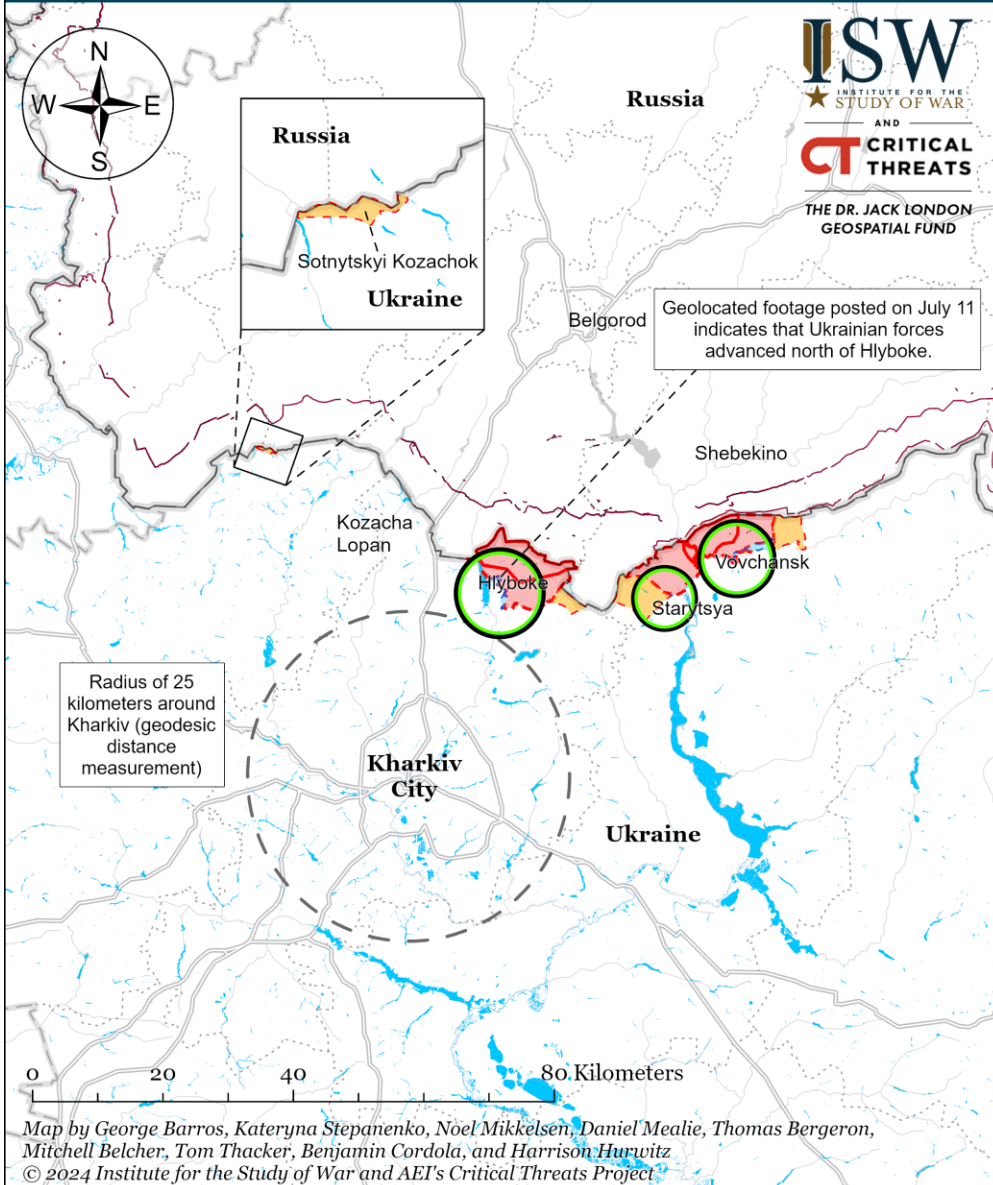 N
W
E
S
ISW
INSTITUTE FOR THE
STUDY OF WAR
AND
CT CRITICAL
THREATS
THE DR. JACK LONDON
GEOSPATIAL FUND
Russia
Russia
Sotnytskyi Kozachok
Ukraine
Belgorod
Geolocated footage posted on July 11
indicates that Ukrainian forces
advanced north of Hlyboke.
Shebekino
Kozacha
Lopan
Hlyboke
Vovchansk
Starytsya
Radius of 25
kilometers around
Kharkiv (geodesic
distance
measurement)
Kharkiv
City
Ukraine
0 20 40 80 Kilometers
Map by George Barros, Kateryna Stepanenko, Noel Mikkelsen, Daniel Mealie, Thomas Bergeron,
Mitchell Belcher, Tom Thacker, Benjamin Cordola, and Harrison Hurwitz
© 2024 Institute for the Study of War and AEI's Critical Threats Project